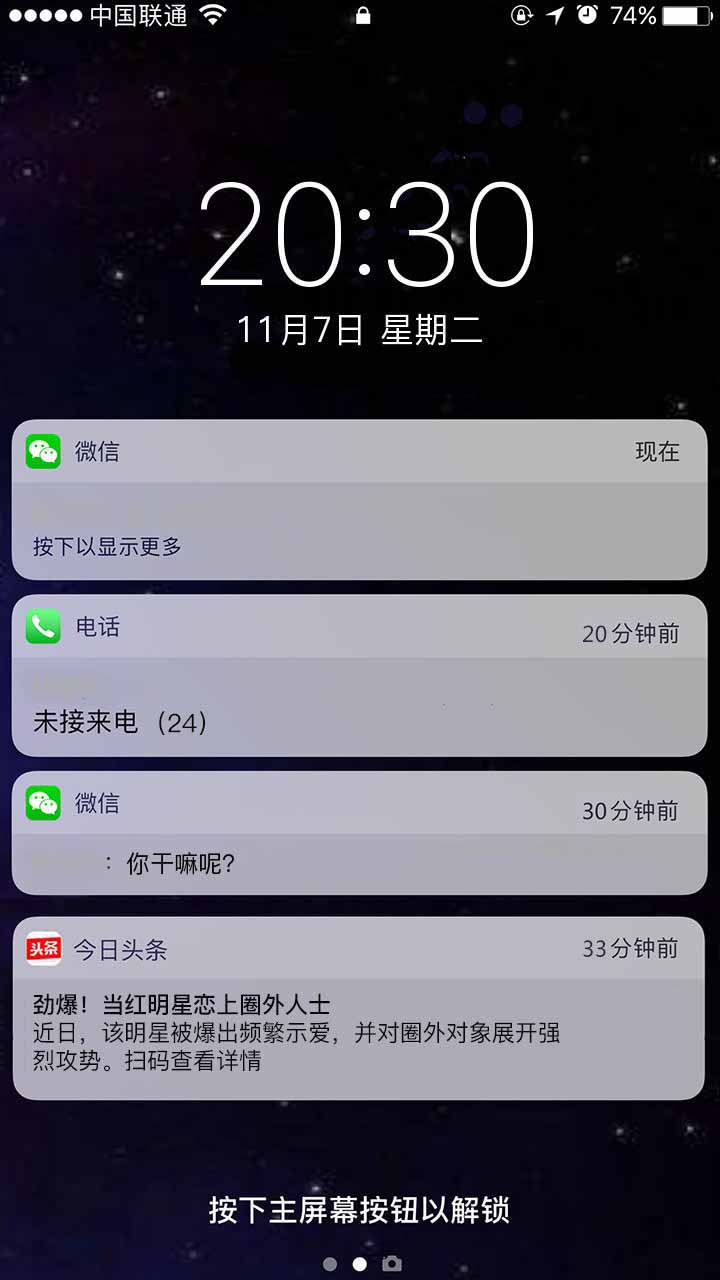 中国联通 74%
20:30
11月7日 星期二
微信 现在
按下以显示更多
电话 20分钟前
未接来电（24）
微信 30分钟前
：你干嘛呢?
头条 今日头条 33分钟前
劲爆！当红明星恋上圈外人士
近日，该明星被爆出频繁示爱，并对圈外对象展开强
烈攻势。扫码查看详情
按下主屏幕按钮以解锁